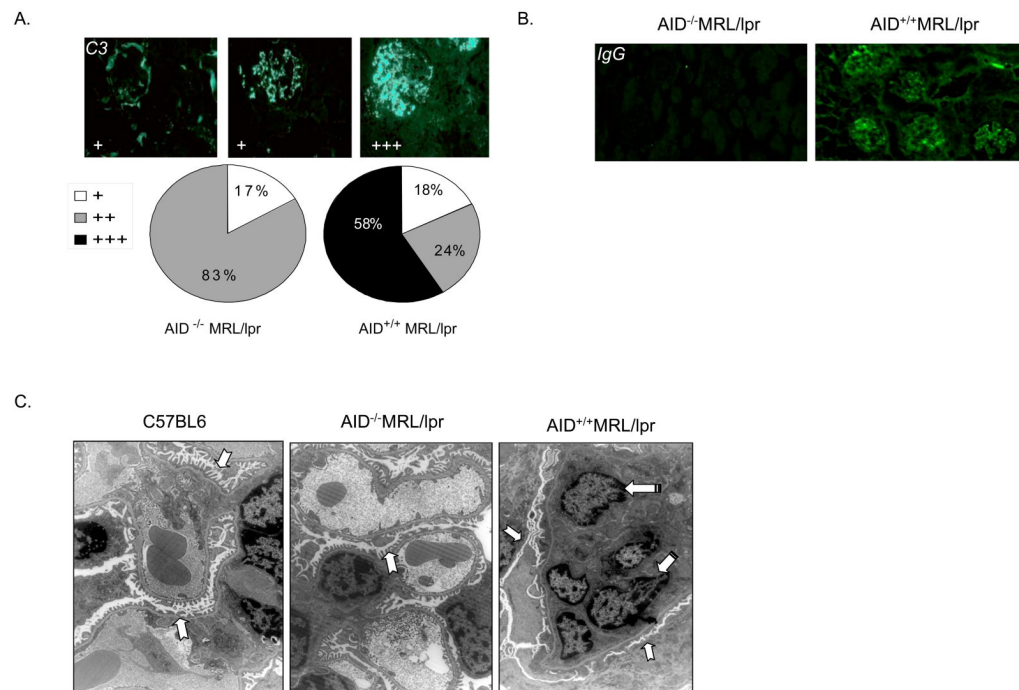 A.
C3
+
+
+++
+
++
+++
17%
83%
18%
58%
24%
AID -/- MRL/lpr
AID+/+ MRL/lpr
B.
AID-/-MRL/lpr
AID+/+MRL/lpr
IgG
C.
C57BL6
AID-/-MRL/lpr
AID+/+MRL/lpr